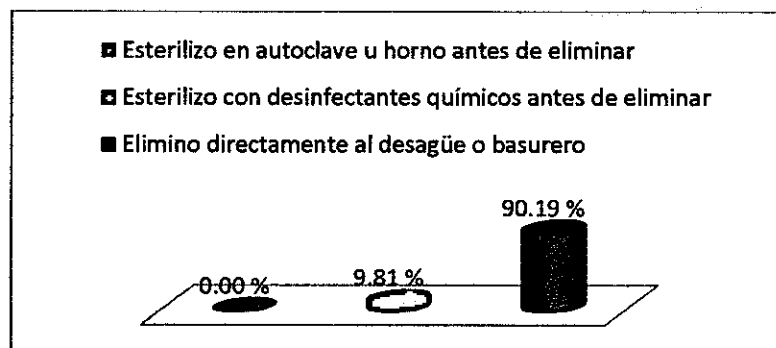 Esterilizo en autoclave u horno antes de eliminar
Esterilizo con desinfectantes químicos antes de eliminar
Elimino directamente al desagüe o basurero
90.19 %
0.00 %
9.81 %